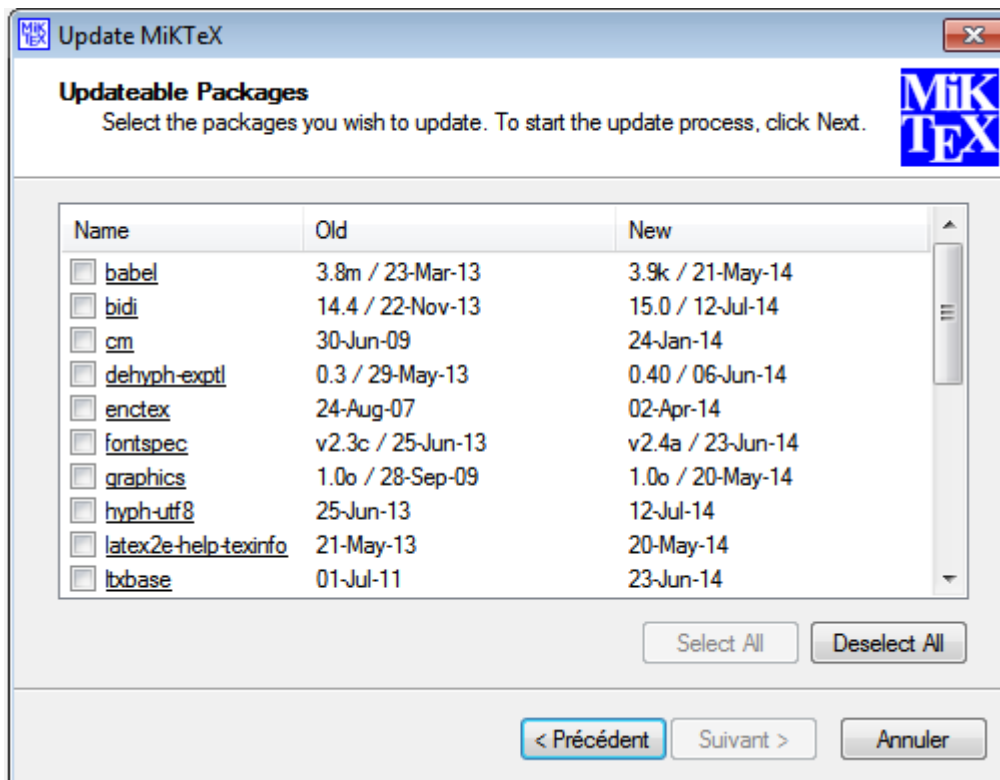 MiKTEX Update MiKTeX
Updateable Packages
Select the packages you wish to update. To start the update process, click Next.
MiKTEX
Name Old New
babel 3.8m / 23-Mar-13 3.9k / 21-May-14
bidi 14.4 / 22-Nov-13 15.0 / 12-Jul-14
cm 30-Jun-09 24-Jan-14
dehyph-exptl 0.3 / 29-May-13 0.40 / 06-Jun-14
enctex 24-Aug-07 02-Apr-14
fontspec v2.3c / 25-Jun-13 v2.4a / 23-Jun-14
graphics 1.0o / 28-Sep-09 1.0o / 20-May-14
hyph-utf8 25-Jun-13 12-Jul-14
latex2e-help-texinfo 21-May-13 20-May-14
ltxbase 01-Jul-11 23-Jun-14
Select All Deselect All
< Précédent Suivant > Annuler